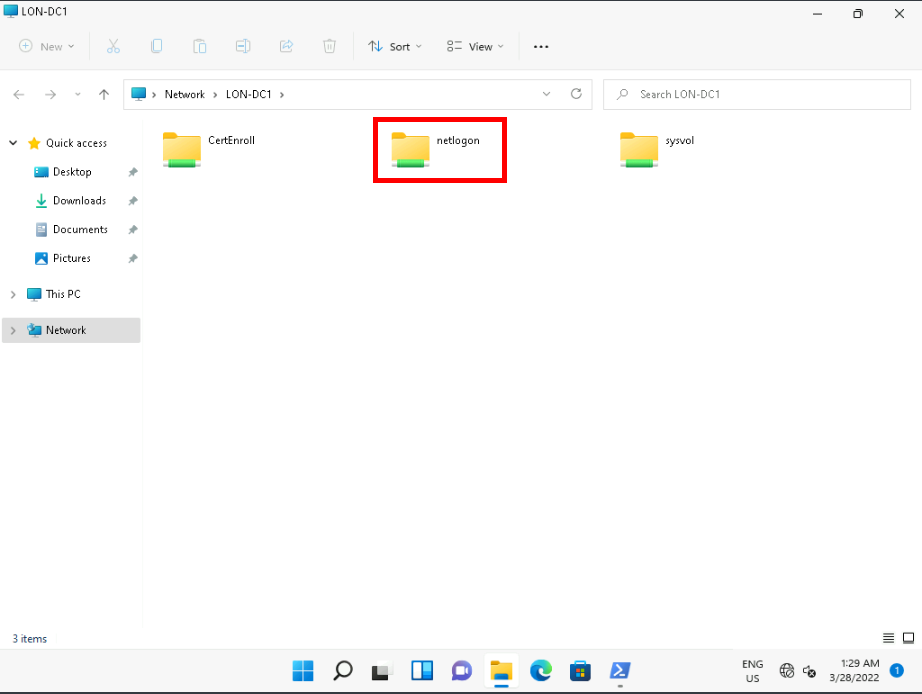 LON-DC1
New
Sort
View
Network > LON-DC1 >
Search LON-DC1
Quick access
Desktop
Downloads
Documents
Pictures
This PC
Network
CertEnroll
netlogon
sysvol
3 items
ENG
US
1:29 AM
3/28/2022
1